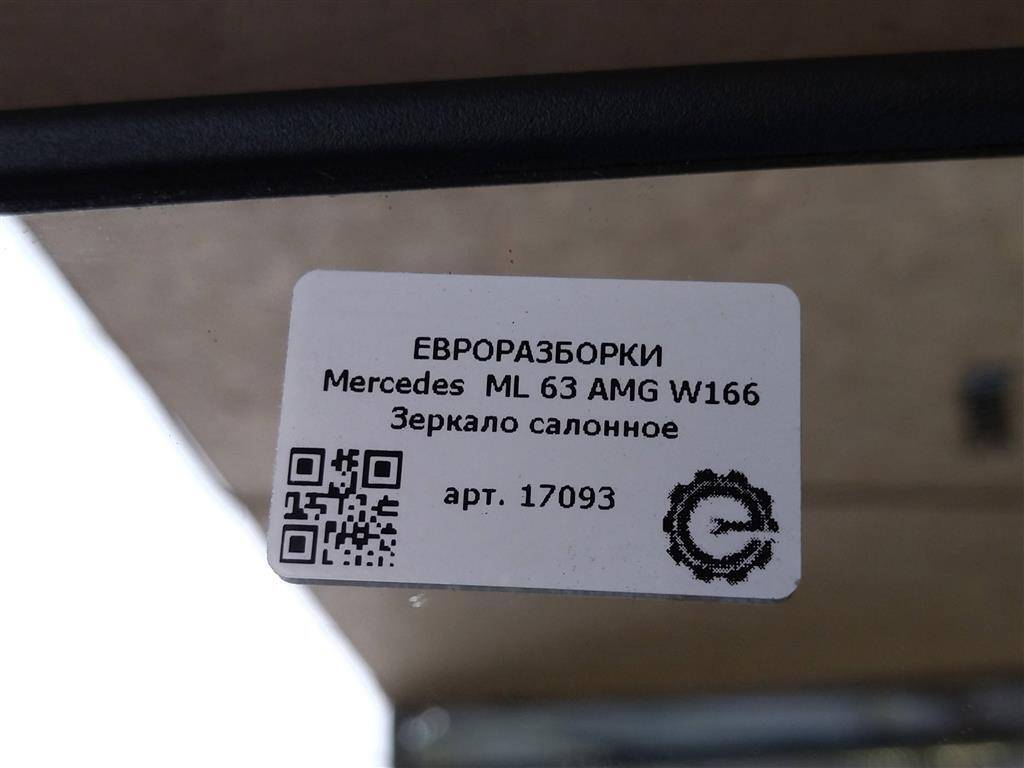 ЕВРОРАЗБОРКИ
Mercedes ML 63 AMG W166
Зеркало салонное
арт. 17093